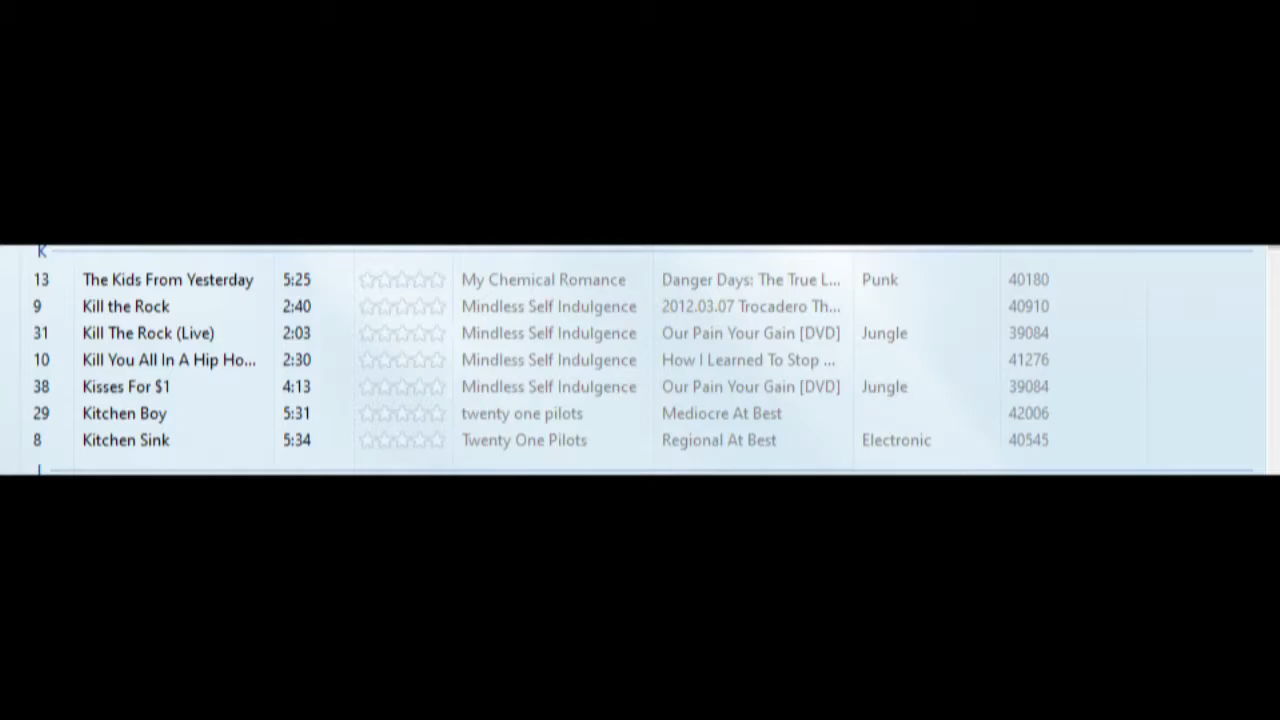 K
13 The Kids From Yesterday 5:25 My Chemical Romance Danger Days: The True L... Punk 40180
9 Kill the Rock 2:40 Mindless Self Indulgence 2012.03.07 Trocadero Th... 40910
31 Kill The Rock (Live) 2:03 Mindless Self Indulgence Our Pain Your Gain [DVD] Jungle 39084
10 Kill You All In A Hip Ho... 2:30 Mindless Self Indulgence How I Learned To Stop ... 41276
38 Kisses For $1 4:13 Mindless Self Indulgence Our Pain Your Gain [DVD] Jungle 39084
29 Kitchen Boy 5:31 twenty one pilots Mediocre At Best 42006
8 Kitchen Sink 5:34 Twenty One Pilots Regional At Best Electronic 40545